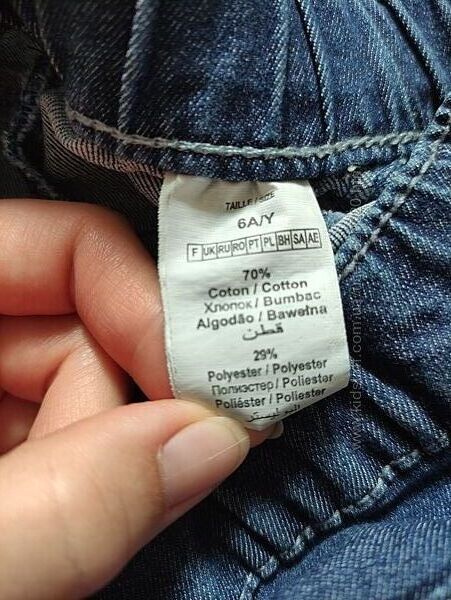 TAILLE / SIZE
6A/Y
F UK RU RO PT PL BH SA AE
70%
Coton / Cotton
Хлопок / Bumbac
Algodão / Bawełna
قطن
29%
Polyester / Polyester
Полиэстер / Poliester
Poliéster / Poliester